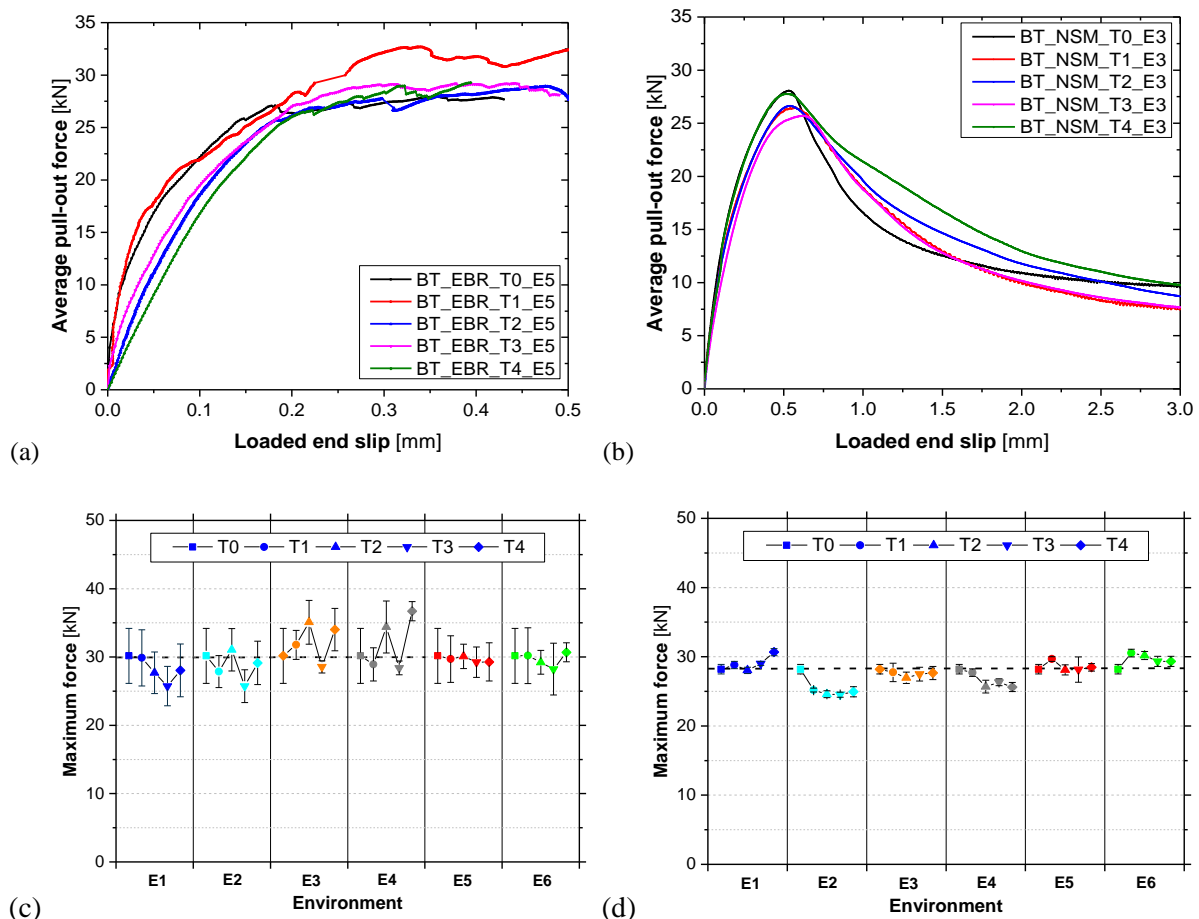 35
30
25
20
15
10
5
0
Average pull-out force [kN]
BT_EBR_T0_E5
BT_EBR_T1_E5
BT_EBR_T2_E5
BT_EBR_T3_E5
BT_EBR_T4_E5
0.0 0.1 0.2 0.3 0.4 0.5
Loaded end slip [mm]
(a)
35
30
25
20
15
10
5
0
Average pull-out force [kN]
BT_NSM_T0_E3
BT_NSM_T1_E3
BT_NSM_T2_E3
BT_NSM_T3_E3
BT_NSM_T4_E3
0.0 0.5 1.0 1.5 2.0 2.5 3.0
Loaded end slip [mm]
(b)
50
40
30
20
10
0
Maximum force [kN]
T0 T1 T2 T3 T4
E1 E2 E3 E4 E5 E6
Environment
(c)
50
40
30
20
10
0
Maximum force [kN]
T0 T1 T2 T3 T4
E1 E2 E3 E4 E5 E6
Environment
(d)